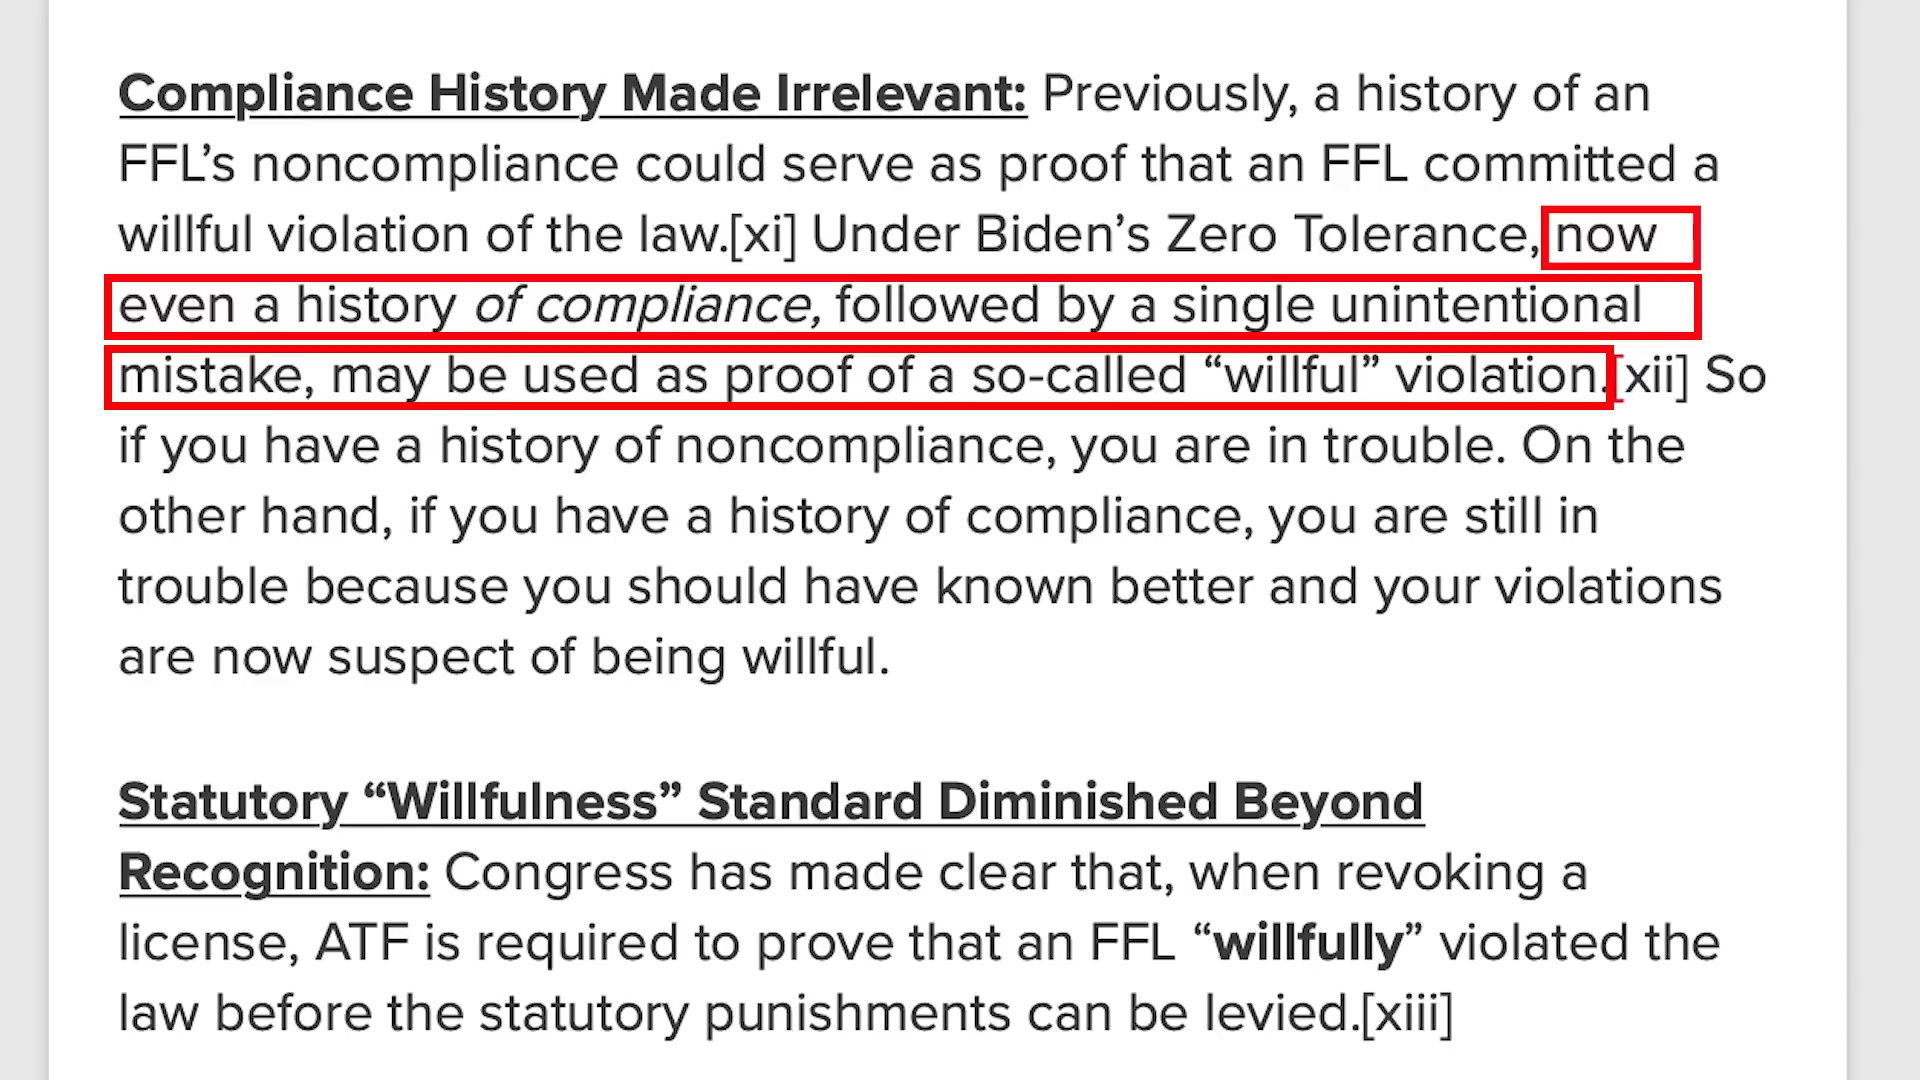 Compliance History Made Irrelevant: Previously, a history of an
FFL’s noncompliance could serve as proof that an FFL committed a
willful violation of the law.[xi] Under Biden’s Zero Tolerance, now
even a history of compliance, followed by a single unintentional
mistake, may be used as proof of a so-called “willful” violation.[xii] So
if you have a history of noncompliance, you are in trouble. On the
other hand, if you have a history of compliance, you are still in
trouble because you should have known better and your violations
are now suspect of being willful.
Statutory “Willfulness” Standard Diminished Beyond
Recognition: Congress has made clear that, when revoking a
license, ATF is required to prove that an FFL “willfully” violated the
law before the statutory punishments can be levied.[xiii]